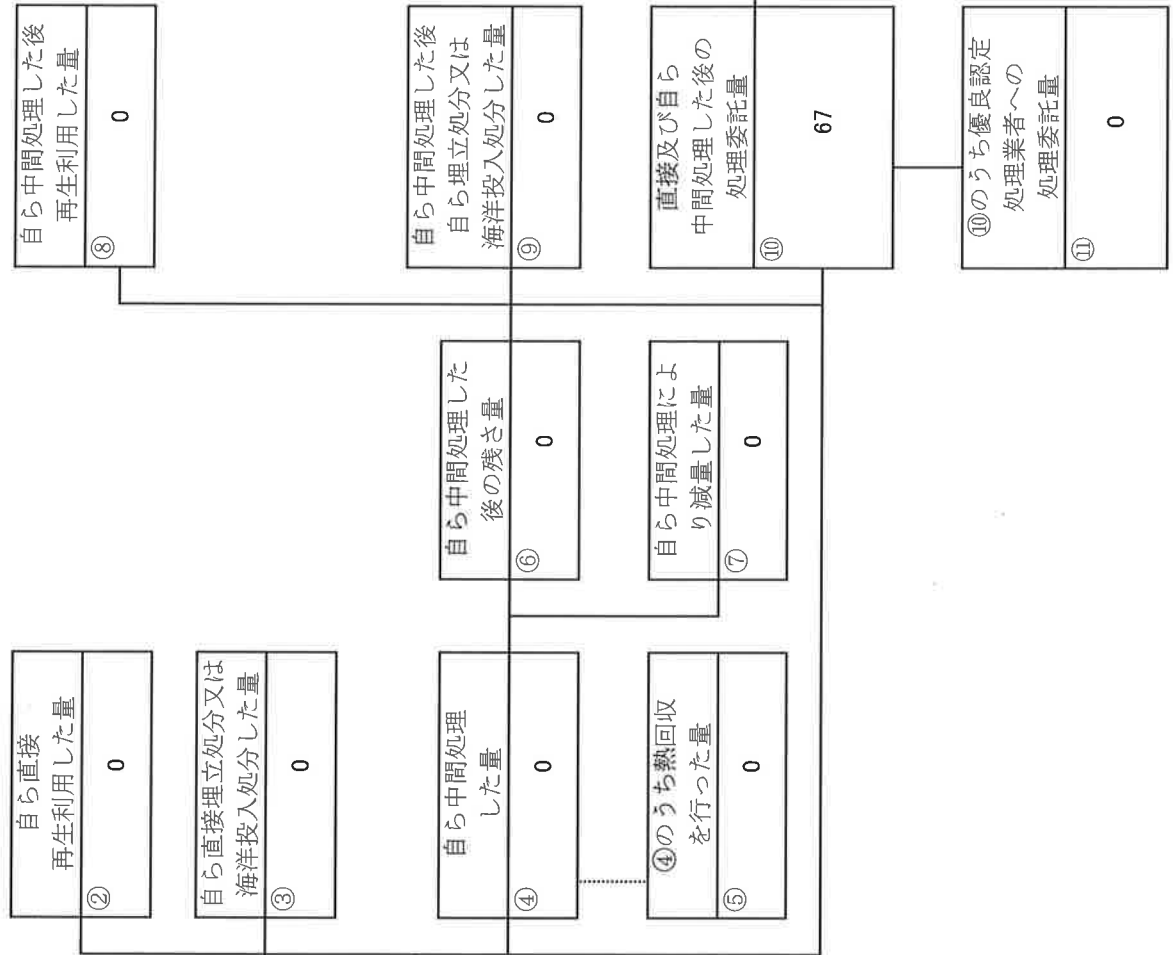 自ら直接
再生利用した量
②
0
自ら直接埋立処分又は
海洋投入処分した量
③
0
自ら中間処理
した量
④
0
④のうち熱回収
を行った量
⑤
0
自ら中間処理した
後の残さ量
⑥
0
自ら中間処理によ
り減量した量
⑦
0
自ら中間処理した後
再生利用した量
⑧
0
自ら中間処理した後
自ら埋立処分又は
海洋投入処分した量
⑨
0
直接及び自ら
中間処理した後の
処理委託量
⑩
67
⑩のうち優良認定
処理業者への
処理委託量
⑪
0